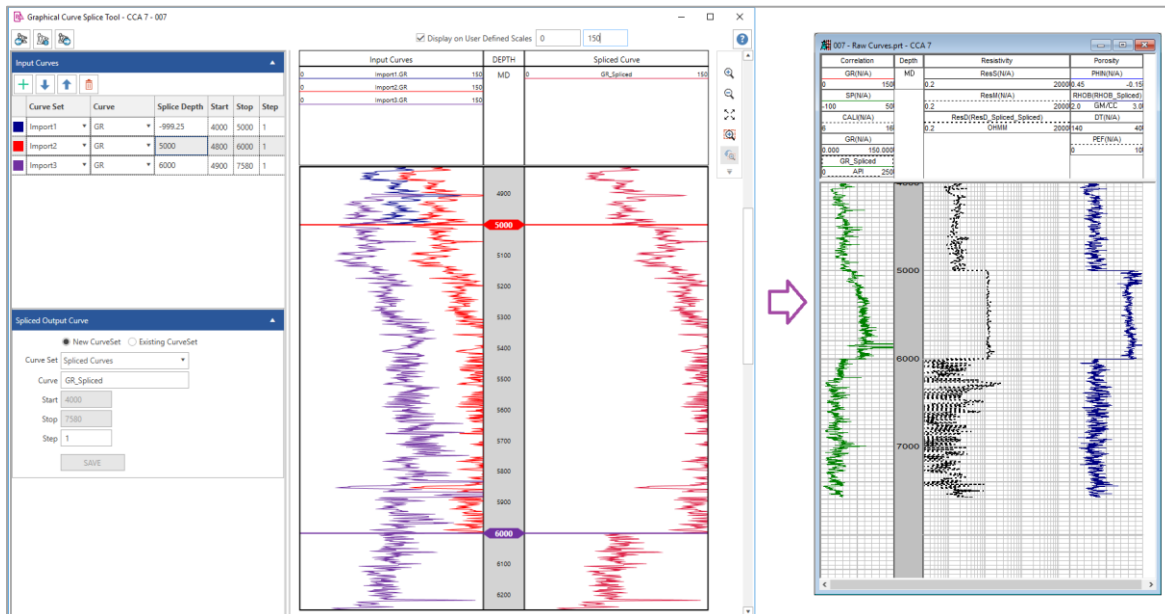 Graphical Curve Splice Tool - CCA 7 - 007
Display on User Defined Scales 0 150
Input Curves
Curve Set Curve Splice Depth Start Stop Step
Import1 GR -999.25 4000 5000 1
Import2 GR 5000 4800 6000 1
Import3 GR 6000 4900 7580 1
Spliced Output Curve
New CurveSet Existing CurveSet
Curve Set Spliced Curves
Curve GR_Spliced
Start 4000
Stop 7580
Step 1
SAVE
Input Curves DEPTH Spliced Curve
0 Import1.GR 150 MD 0 GR_Spliced 150
0 Import2.GR 150
0 Import3.GR 150
4900
5000
5100
5200
5300
5400
5500
5600
5700
5800
5900
6000
6100
6200
007 - Raw Curves.prt - CCA 7
Correlation Depth Resistivity Porosity
GR(N/A) MD ResS(N/A) PHIN(N/A)
0 150 0.2 2000 0.45 -0.15
SP(N/A) ResM(N/A) RHOB(RHOB_Spliced)
-100 50 0.2 2000 2.0 GM/CC 3.0
CALI(N/A) ResD(ResD_Spliced_Spliced) DT(N/A)
6 16 0.2 OHMM 2000 140 40
GR(N/A) PEF(N/A)
0.000 150.000 0 10
GR_Spliced
0 API 250
5000
6000
7000